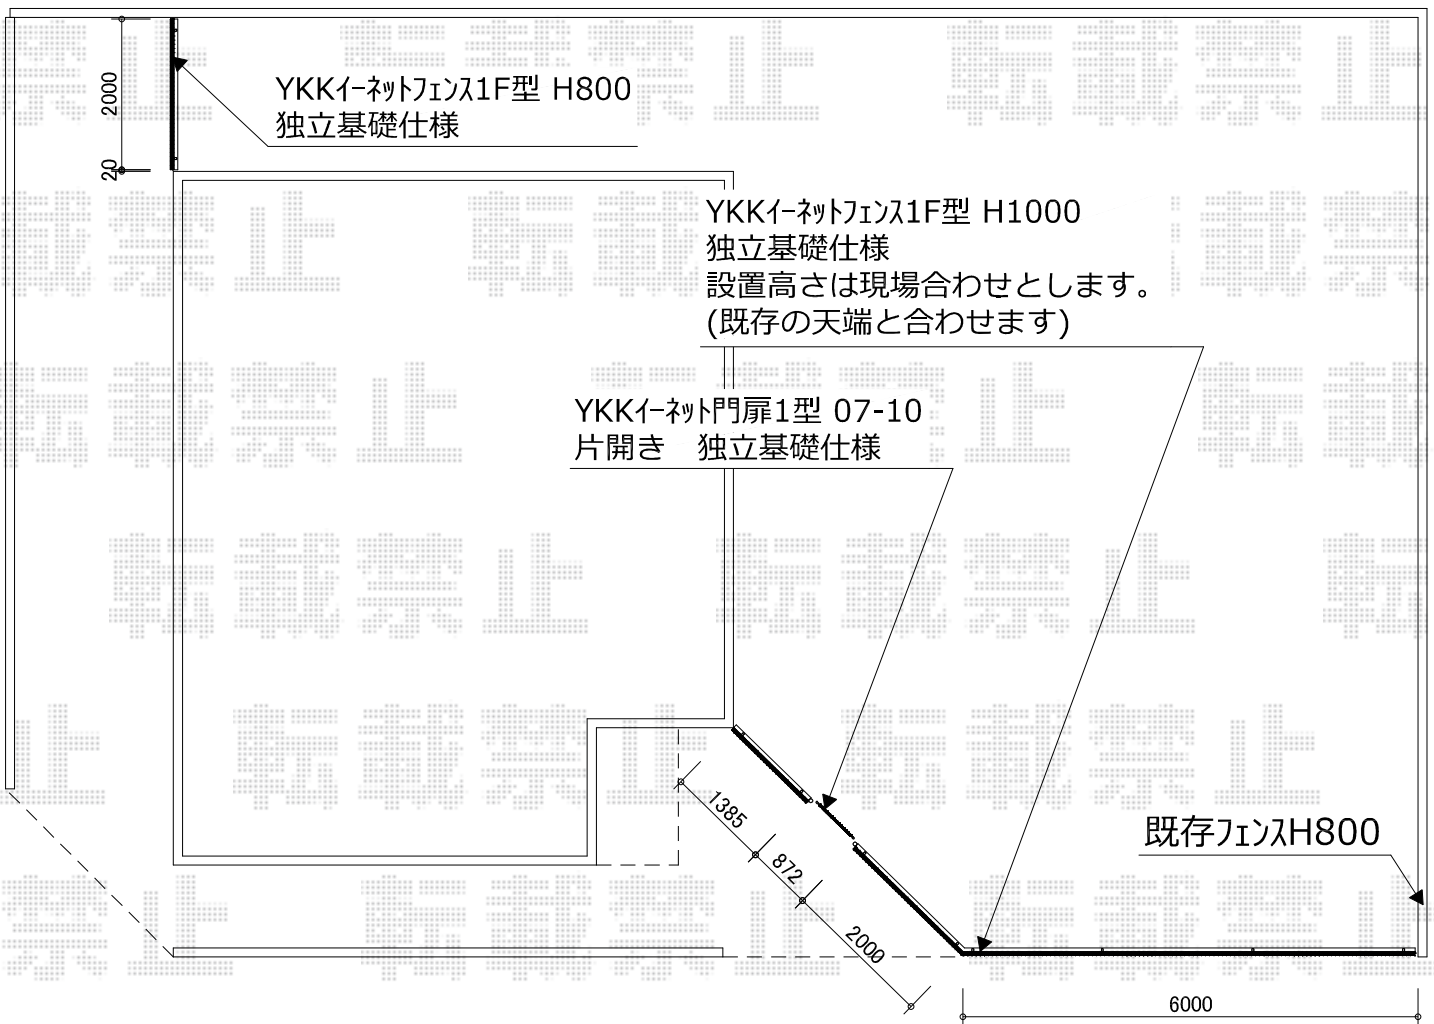 YKKｲｰﾈｯﾄﾌｪﾝｽ1F型 H800
独立基礎仕様
2000
20
YKKｲｰﾈｯﾄﾌｪﾝｽ1F型 H1000
独立基礎仕様
設置高さは現場合わせとします。
(既存の天端と合わせます)
YKKｲｰﾈｯﾄ門扉1型 07-10
片開き　独立基礎仕様
1385
872
2000
既存ﾌｪﾝｽH800
6000
転載禁止